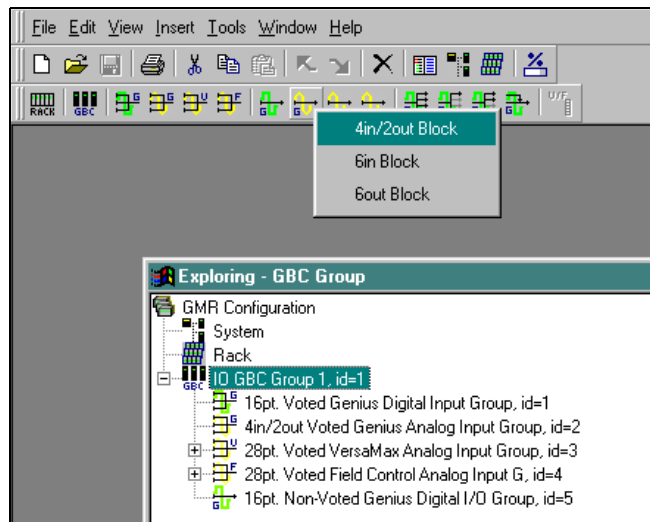 File Edit View Insert Tools Window Help
RACK GBC G G U F G G G U/F
4in/2out Block
6in Block
6out Block
Exploring - GBC Group
GMR Configuration
System
Rack
GBC IO GBC Group 1, id=1
G 16pt. Voted Genius Digital Input Group, id=1
G 4in/2out Voted Genius Analog Input Group, id=2
U 28pt. Voted VersaMax Analog Input Group, id=3
F 28pt. Voted Field Control Analog Input G, id=4
G 16pt. Non-Voted Genius Digital I/O Group, id=5